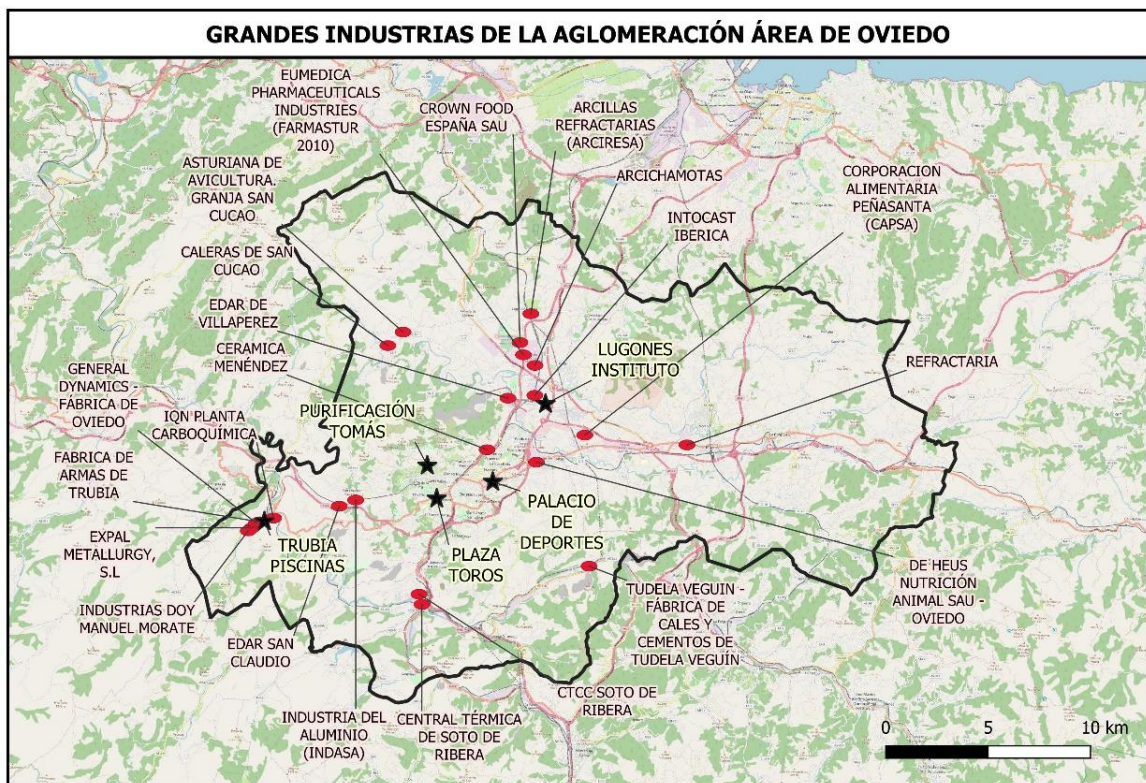 GRANDES INDUSTRIAS DE LA AGLOMERACIÓN ÁREA DE OVIEDO
EUMEDICA
PHARMACEUTICALS
INDUSTRIES
(FARMASTUR
2010)
CROWN FOOD
ESPAÑA SAU
ARCILLAS
REFRACTARIAS
(ARCIRESA)
ARCICHAMOTAS
CORPORACION
ALIMENTARIA
PEÑASANTA
(CAPSA)
ASTURIANA DE
AVICULTURA.
GRANJA SAN
CUCAO
INTOCAST
IBERICA
CALERAS DE SAN
CUCAO
EDAR DE
VILLAPEREZ
CERAMICA
MENÉNDEZ
LUGONES
INSTITUTO
REFRACTARIA
GENERAL
DYNAMICS -
FÁBRICA DE
OVIEDO
PURIFICACIÓN
TOMÁS
IQN PLANTA
CARBOQUÍMICA
FABRICA DE
ARMAS DE
TRUBIA
EXPAL
METALLURGY,
S.L
TRUBIA
PISCINAS
PLAZA
TOROS
PALACIO
DE
DEPORTES
INDUSTRIAS DOY
MANUEL MORATE
EDAR SAN
CLAUDIO
TUDELA VEGUIN -
FÁBRICA DE
CALES Y
CEMENTOS DE
TUDELA VEGUÍN
DE HEUS
NUTRICIÓN
ANIMAL SAU -
OVIEDO
INDUSTRIA DEL
ALUMINIO
(INDASA)
CENTRAL TÉRMICA
DE SOTO DE
RIBERA
CTCC SOTO DE
RIBERA
0 5 10 km